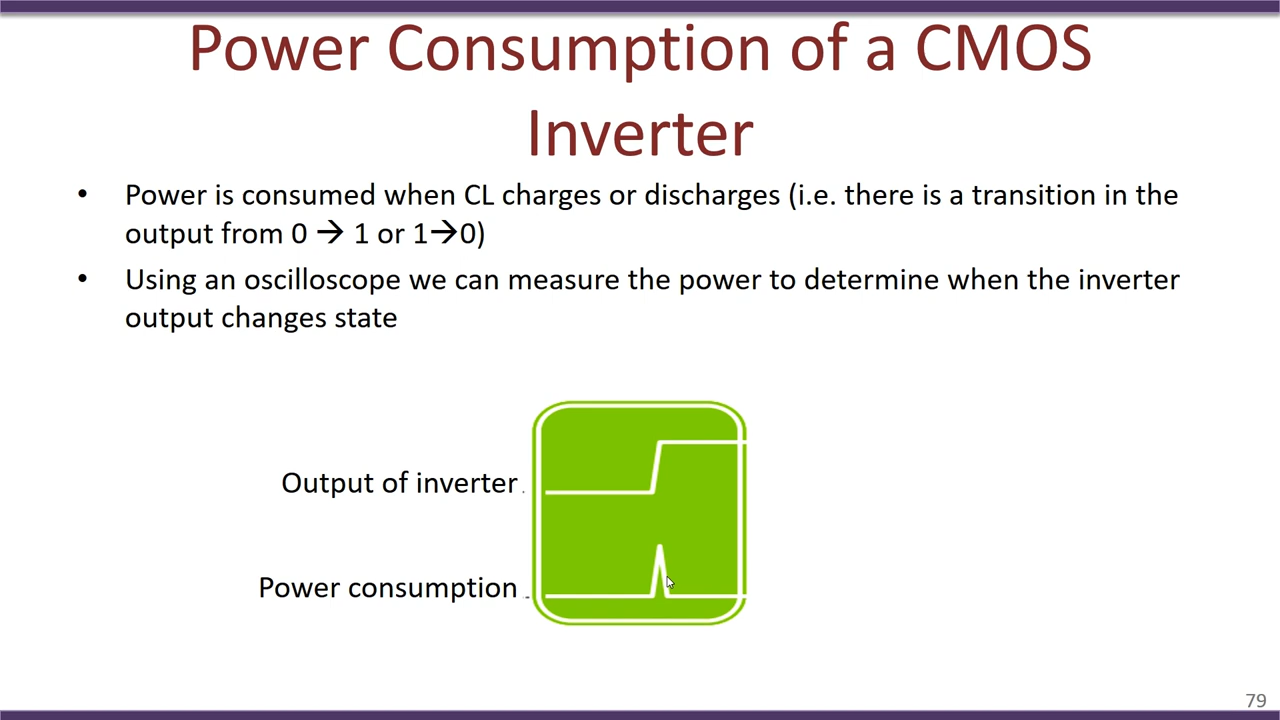 Power Consumption of a CMOS
Inverter
• Power is consumed when CL charges or discharges (i.e. there is a transition in the
output from 0 → 1 or 1→0)
• Using an oscilloscope we can measure the power to determine when the inverter
output changes state
Output of inverter
Power consumption
79